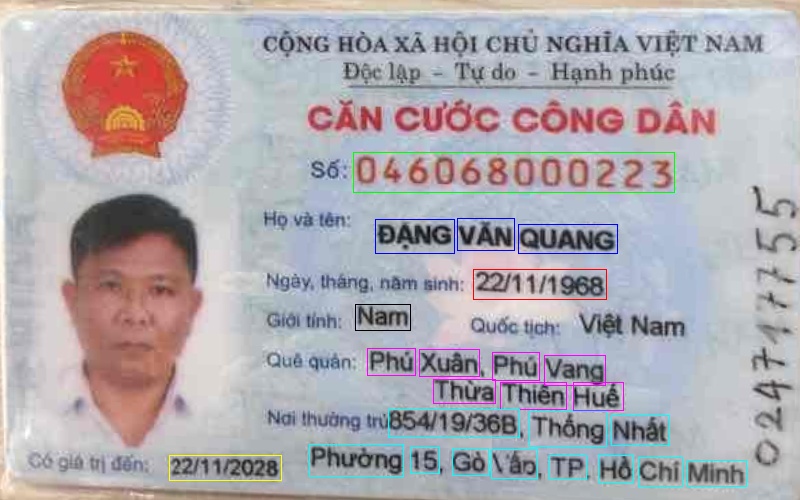 CỘNG HÒA XÃ HỘI CHỦ NGHĨA VIỆT NAM
Độc lập - Tự do - Hạnh phúc
CĂN CƯỚC CÔNG DÂN
Số: 046068000223
Họ và tên: ĐẶNG VĂN QUANG
Ngày, tháng, năm sinh: 22/11/1968
Giới tính: Nam Quốc tịch: Việt Nam
Quê quán: Phú Xuân, Phú Vang
Thừa Thiên Huế
Nơi thường trú 854/19/36B, Thống Nhất
Phường 15, Gò Vấp, TP. Hồ Chí Minh
Có giá trị đến: 22/11/2028
024717755